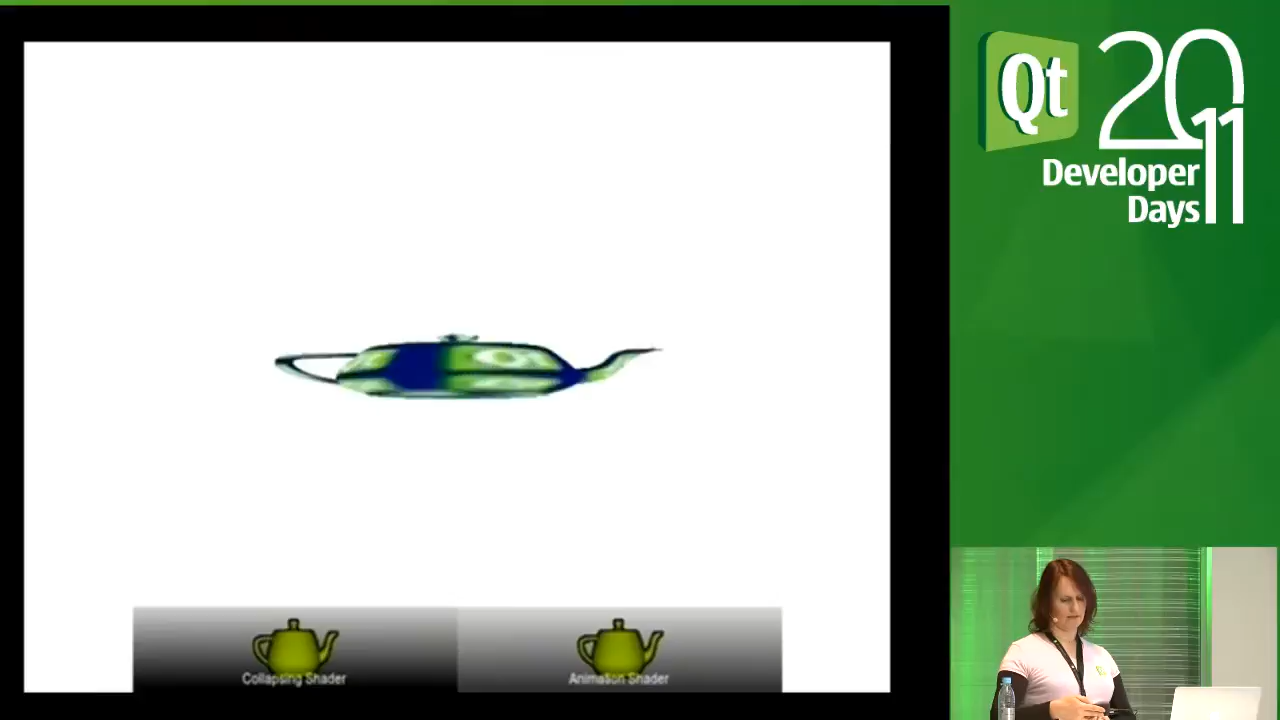 Qt 2011
Developer
Days
Collapsing Shader
Animation Shader